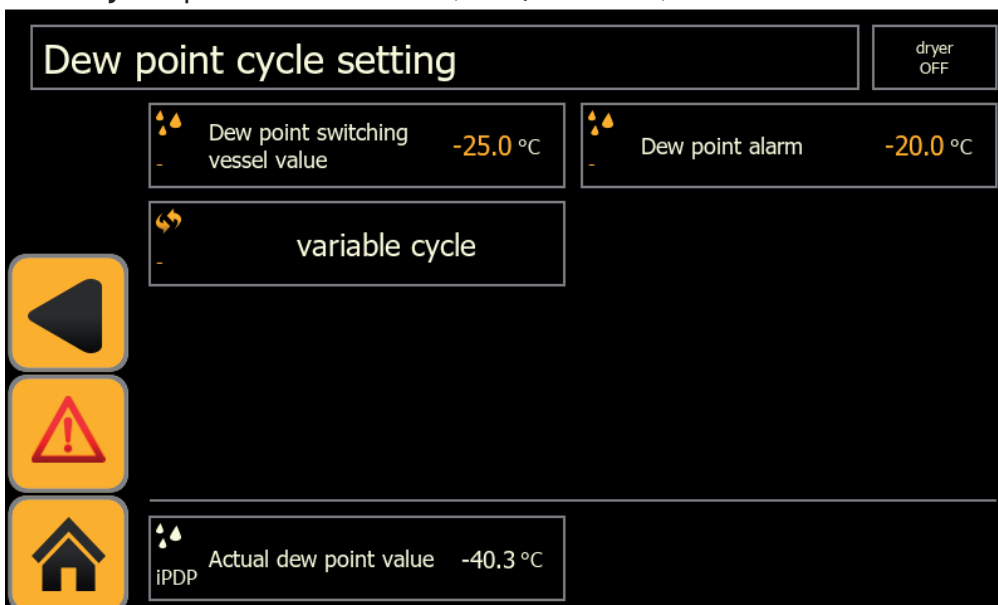 Dew point cycle setting
dryer
OFF
Dew point switching
vessel value
-25.0 °C
-
Dew point alarm
-20.0 °C
-
variable cycle
-
Actual dew point value
-40.3 °C
iPDP